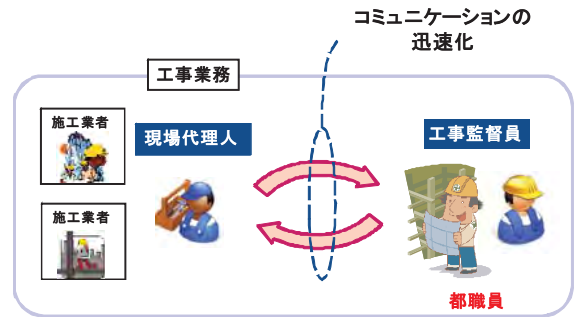 コミュニケーションの
迅速化
工事業務
施工業者
現場代理人
工事監督員
施工業者
都職員